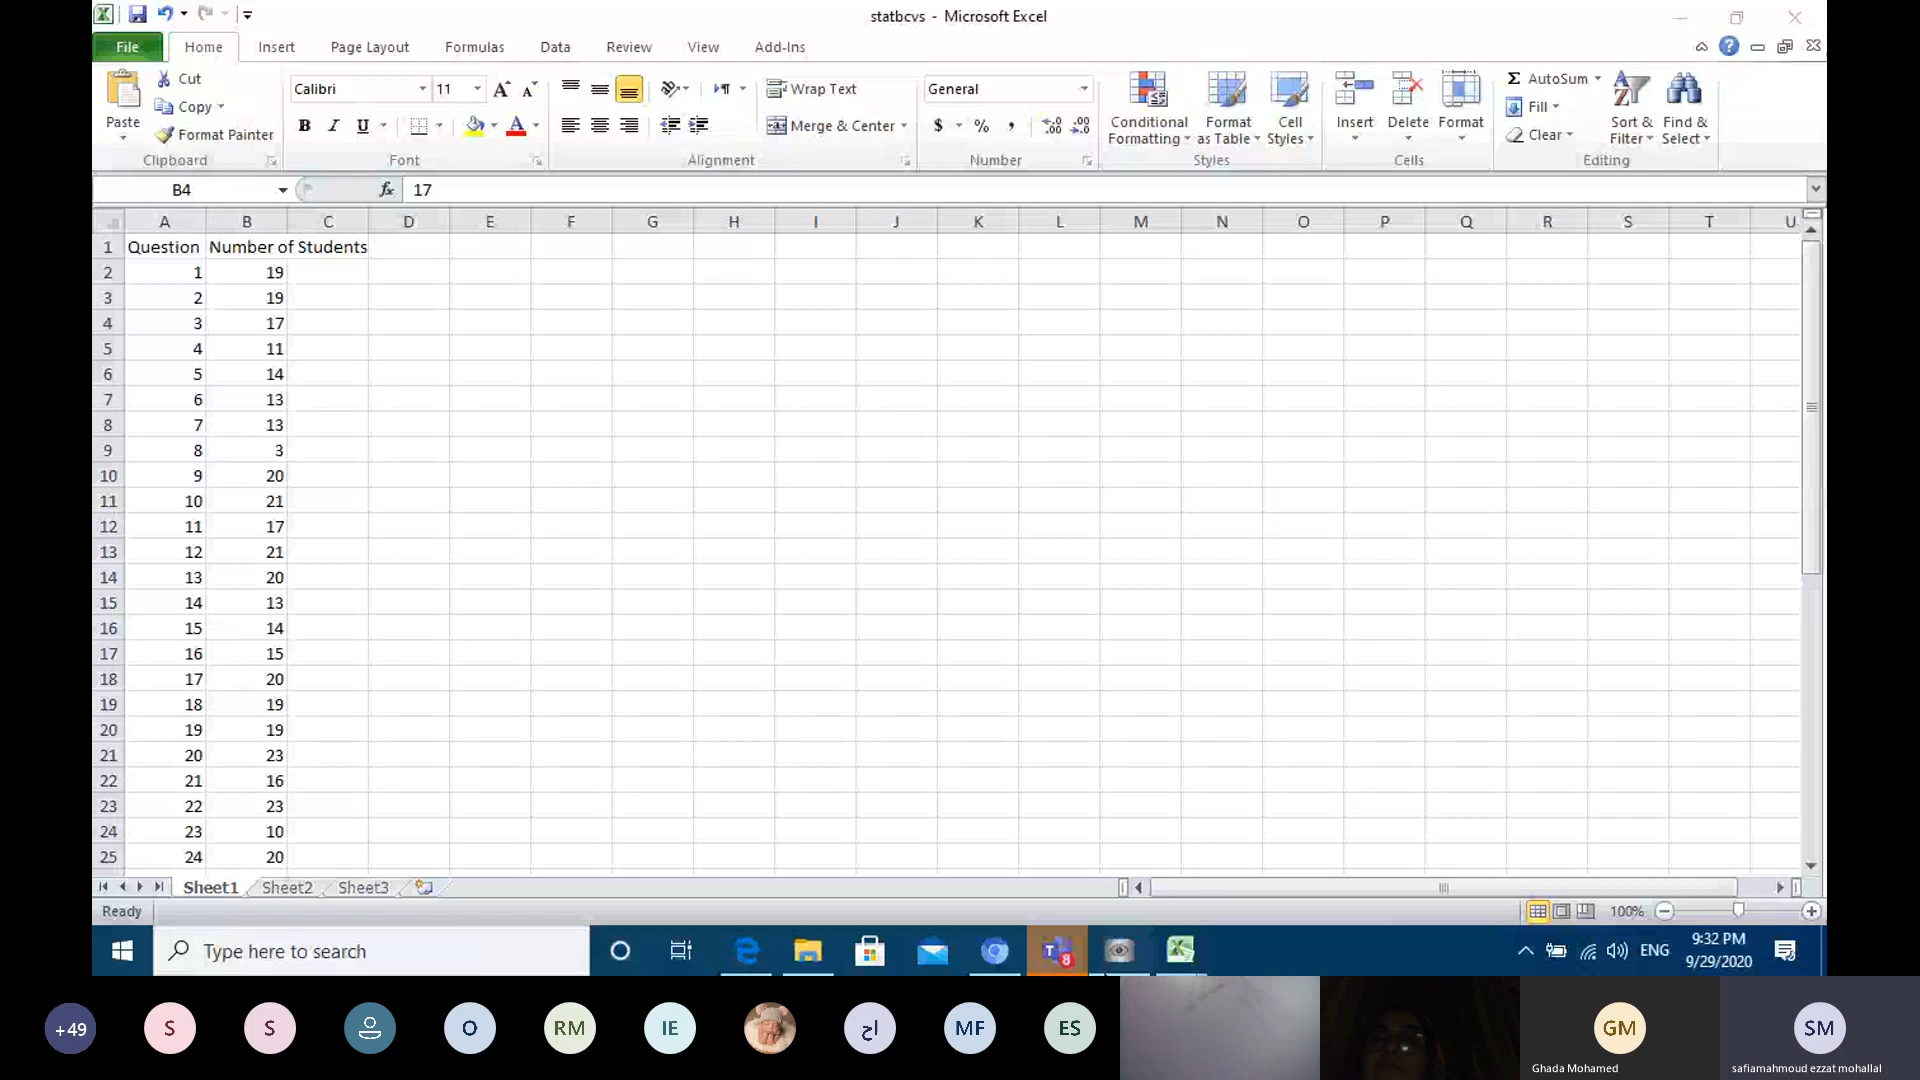 statbcvs - Microsoft Excel
File Home Insert Page Layout Formulas Data Review View Add-Ins
Cut
Copy
Format Painter
Paste
Clipboard
Calibri 11
B I U
Font
Wrap Text
Merge & Center
Alignment
General
$ % ,
Number
Conditional Formatting
Format as Table
Cell Styles
Styles
Insert Delete Format
Cells
AutoSum
Fill
Clear
Sort & Filter
Find & Select
Editing
B4 fx 17
A B C D E F G H I J K L M N O P Q R S T U
1 Question Number of Students
2 1 19
3 2 19
4 3 17
5 4 11
6 5 14
7 6 13
8 7 13
9 8 3
10 9 20
11 10 21
12 11 17
13 12 21
14 13 20
15 14 13
16 15 14
17 16 15
18 17 20
19 18 19
20 19 19
21 20 23
22 21 16
23 22 23
24 23 10
25 24 20
Sheet1 Sheet2 Sheet3
Ready 100%
Type here to search
8
ENG
9:32 PM
9/29/2020
+49 S S O RM IE اح MF ES GM SM
Ghada Mohamed
safiamahmoud ezzat mohallal